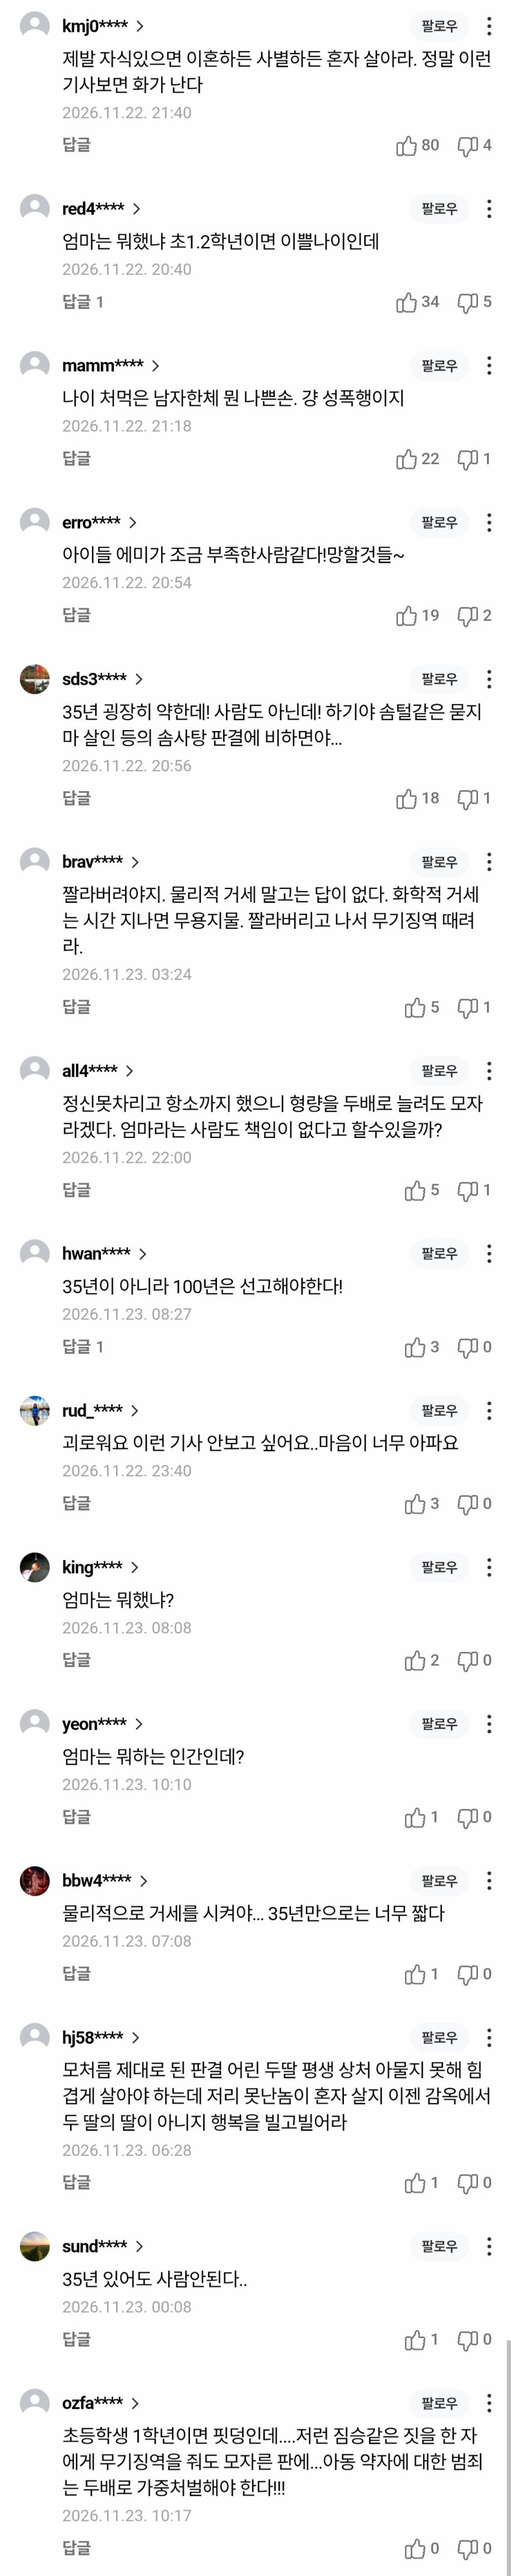 kmj0**** >
팔로우
제발 자식있으면 이혼하든 사별하든 혼자 살아라. 정말 이런
기사보면 화가 난다
2026.11.22. 21:40
답글
80
4
red4**** >
팔로우
엄마는 뭐했냐 초1.2학년이면 이쁠나이인데
2026.11.22. 20:40
답글 1
34
5
mamm**** >
팔로우
나이 처먹은 남자한체 뭔 나쁜손. 걍 성폭행이지
2026.11.22. 21:18
답글
22
1
erro**** >
팔로우
아이들 에미가 조금 부족한사람같다!망할것들~
2026.11.22. 20:54
답글
19
2
sds3**** >
팔로우
35년 굉장히 약한데! 사람도 아닌데! 하기야 솜털같은 묻지
마 살인 등의 솜사탕 판결에 비하면야...
2026.11.22. 20:56
답글
18
1
brav**** >
팔로우
짤라버려야지. 물리적 거세 말고는 답이 없다. 화학적 거세
는 시간 지나면 무용지물. 짤라버리고 나서 무기징역 때려
라.
2026.11.23. 03:24
답글
5
1
all4**** >
팔로우
정신못차리고 항소까지 했으니 형량을 두배로 늘려도 모자
라겠다. 엄마라는 사람도 책임이 없다고 할수있을까?
2026.11.22. 22:00
답글
5
1
hwan**** >
팔로우
35년이 아니라 100년은 선고해야한다!
2026.11.23. 08:27
답글 1
3
0
rud_**** >
팔로우
괴로워요 이런 기사 안보고 싶어요..마음이 너무 아파요
2026.11.22. 23:40
답글
3
0
king**** >
팔로우
엄마는 뭐했냐?
2026.11.23. 08:08
답글
2
0
yeon**** >
팔로우
엄마는 뭐하는 인간인데?
2026.11.23. 10:10
답글
1
0
bbw4**** >
팔로우
물리적으로 거세를 시켜야... 35년만으로는 너무 짧다
2026.11.23. 07:08
답글
1
0
hj58**** >
팔로우
모처름 제대로 된 판결 어린 두딸 평생 상처 아물지 못해 힘
겹게 살아야 하는데 저리 못난놈이 혼자 살지 이젠 감옥에서
두 딸의 딸이 아니지 행복을 빌고빌어라
2026.11.23. 06:28
답글
1
0
sund**** >
팔로우
35년 있어도 사람안된다..
2026.11.23. 00:08
답글
1
0
ozfa**** >
팔로우
초등학생 1학년이면 핏덩인데....저런 짐승같은 짓을 한 자
에게 무기징역을 줘도 모자른 판에...아동 약자에 대한 범죄
는 두배로 가중처벌해야 한다!!!
2026.11.23. 10:17
답글
0
0